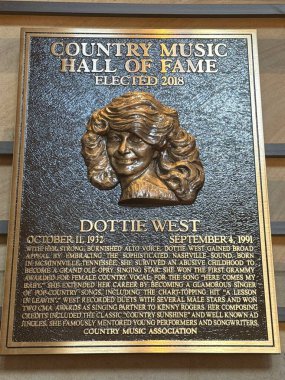 COUNTRY MUSIC
HALL OF FAME
ELECTED 2018
DOTTIE WEST
OCTOBER 11, 1932 SEPTEMBER 4, 1991
WITH HER STRONG, BURNISHED ALTO VOICE, DOTTIE WEST GAINED BROAD
APPEAL BY EMBRACING THE SOPHISTICATED NASHVILLE SOUND. BORN
IN MCMINNVILLE, TENNESSEE, SHE SURVIVED AN ABUSIVE CHILDHOOD TO
BECOME A GRAND OLE OPRY SINGING STAR. SHE WON THE FIRST GRAMMY
AWARDED FOR FEMALE COUNTRY VOCAL, FOR THE SONG "HERE COMES MY
BABY." SHE EXTENDED HER CAREER BY BECOMING A GLAMOROUS SINGER
OF POP-COUNTRY SONGS, INCLUDING THE CHART-TOPPING HIT "A LESSON
IN LEAVIN'." WEST RECORDED DUETS WITH SEVERAL MALE STARS AND WON
TWO CMA AWARDS AS SINGING PARTNER TO KENNY ROGERS. HER COMPOSING
CREDITS INCLUDED THE CLASSIC "COUNTRY SUNSHINE" AND WELL KNOWN AD
JINGLES. SHE FAMOUSLY MENTORED YOUNG PERFORMERS AND SONGWRITERS.
COUNTRY MUSIC ASSOCIATION